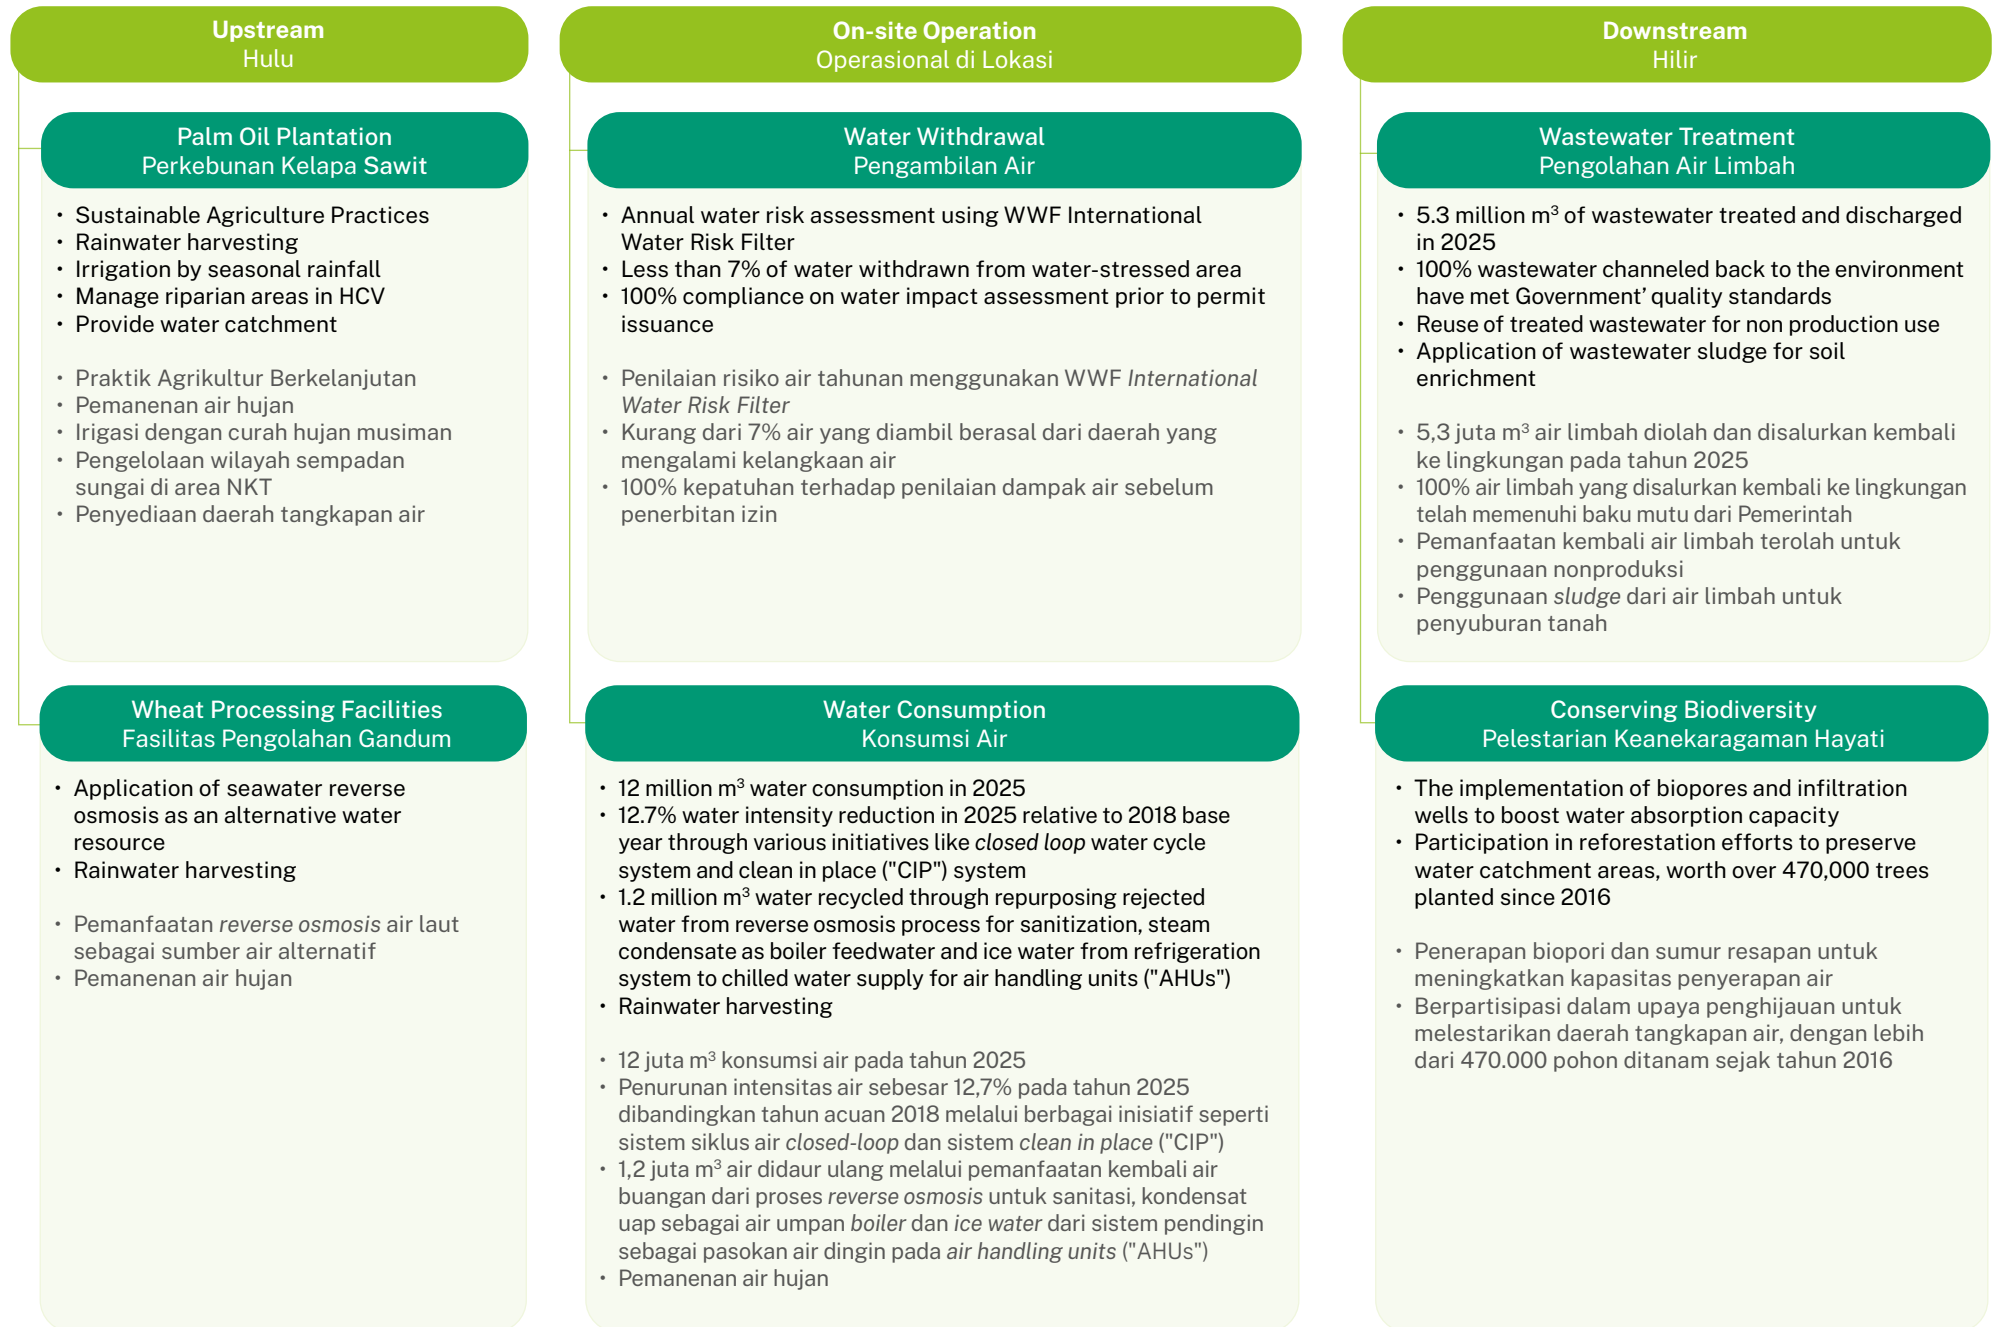 Upstream
Hulu
Palm Oil Plantation
Perkebunan Kelapa Sawit
• Sustainable Agriculture Practices
• Rainwater harvesting
• Irrigation by seasonal rainfall
• Manage riparian areas in HCV
• Provide water catchment
• Praktik Agrikultur Berkelanjutan
• Pemanenan air hujan
• Irigasi dengan curah hujan musiman
• Pengelolaan wilayah sempadan
sungai di area NKT
• Penyediaan daerah tangkapan air
Wheat Processing Facilities
Fasilitas Pengolahan Gandum
• Application of seawater reverse
osmosis as an alternative water
resource
• Rainwater harvesting
• Pemanfaatan reverse osmosis air laut
sebagai sumber air alternatif
• Pemanenan air hujan
On-site Operation
Operasional di Lokasi
Water Withdrawal
Pengambilan Air
• Annual water risk assessment using WWF International
Water Risk Filter
• Less than 7% of water withdrawn from water-stressed area
• 100% compliance on water impact assessment prior to permit
issuance
• Penilaian risiko air tahunan menggunakan WWF International
Water Risk Filter
• Kurang dari 7% air yang diambil berasal dari daerah yang
mengalami kelangkaan air
• 100% kepatuhan terhadap penilaian dampak air sebelum
penerbitan izin
Water Consumption
Konsumsi Air
• 12 million m³ water consumption in 2025
• 12.7% water intensity reduction in 2025 relative to 2018 base
year through various initiatives like closed loop water cycle
system and clean in place ("CIP") system
• 1.2 million m³ water recycled through repurposing rejected
water from reverse osmosis process for sanitization, steam
condensate as boiler feedwater and ice water from refrigeration
system to chilled water supply for air handling units ("AHUs")
• Rainwater harvesting
• 12 juta m³ konsumsi air pada tahun 2025
• Penurunan intensitas air sebesar 12,7% pada tahun 2025
dibandingkan tahun acuan 2018 melalui berbagai inisiatif seperti
sistem siklus air closed-loop dan sistem clean in place ("CIP")
• 1,2 juta m³ air didaur ulang melalui pemanfaatan kembali air
buangan dari proses reverse osmosis untuk sanitasi, kondensat
uap sebagai air umpan boiler dan ice water dari sistem pendingin
sebagai pasokan air dingin pada air handling units ("AHUs")
• Pemanenan air hujan
Downstream
Hilir
Wastewater Treatment
Pengolahan Air Limbah
• 5.3 million m³ of wastewater treated and discharged
in 2025
• 100% wastewater channeled back to the environment
have met Government’ quality standards
• Reuse of treated wastewater for non production use
• Application of wastewater sludge for soil
enrichment
• 5,3 juta m³ air limbah diolah dan disalurkan kembali
ke lingkungan pada tahun 2025
• 100% air limbah yang disalurkan kembali ke lingkungan
telah memenuhi baku mutu dari Pemerintah
• Pemanfaatan kembali air limbah terolah untuk
penggunaan nonproduksi
• Penggunaan sludge dari air limbah untuk
penyuburan tanah
Conserving Biodiversity
Pelestarian Keanekaragaman Hayati
• The implementation of biopores and infiltration
wells to boost water absorption capacity
• Participation in reforestation efforts to preserve
water catchment areas, worth over 470,000 trees
planted since 2016
• Penerapan biopori dan sumur resapan untuk
meningkatkan kapasitas penyerapan air
• Berpartisipasi dalam upaya penghijauan untuk
melestarikan daerah tangkapan air, dengan lebih
dari 470.000 pohon ditanam sejak tahun 2016